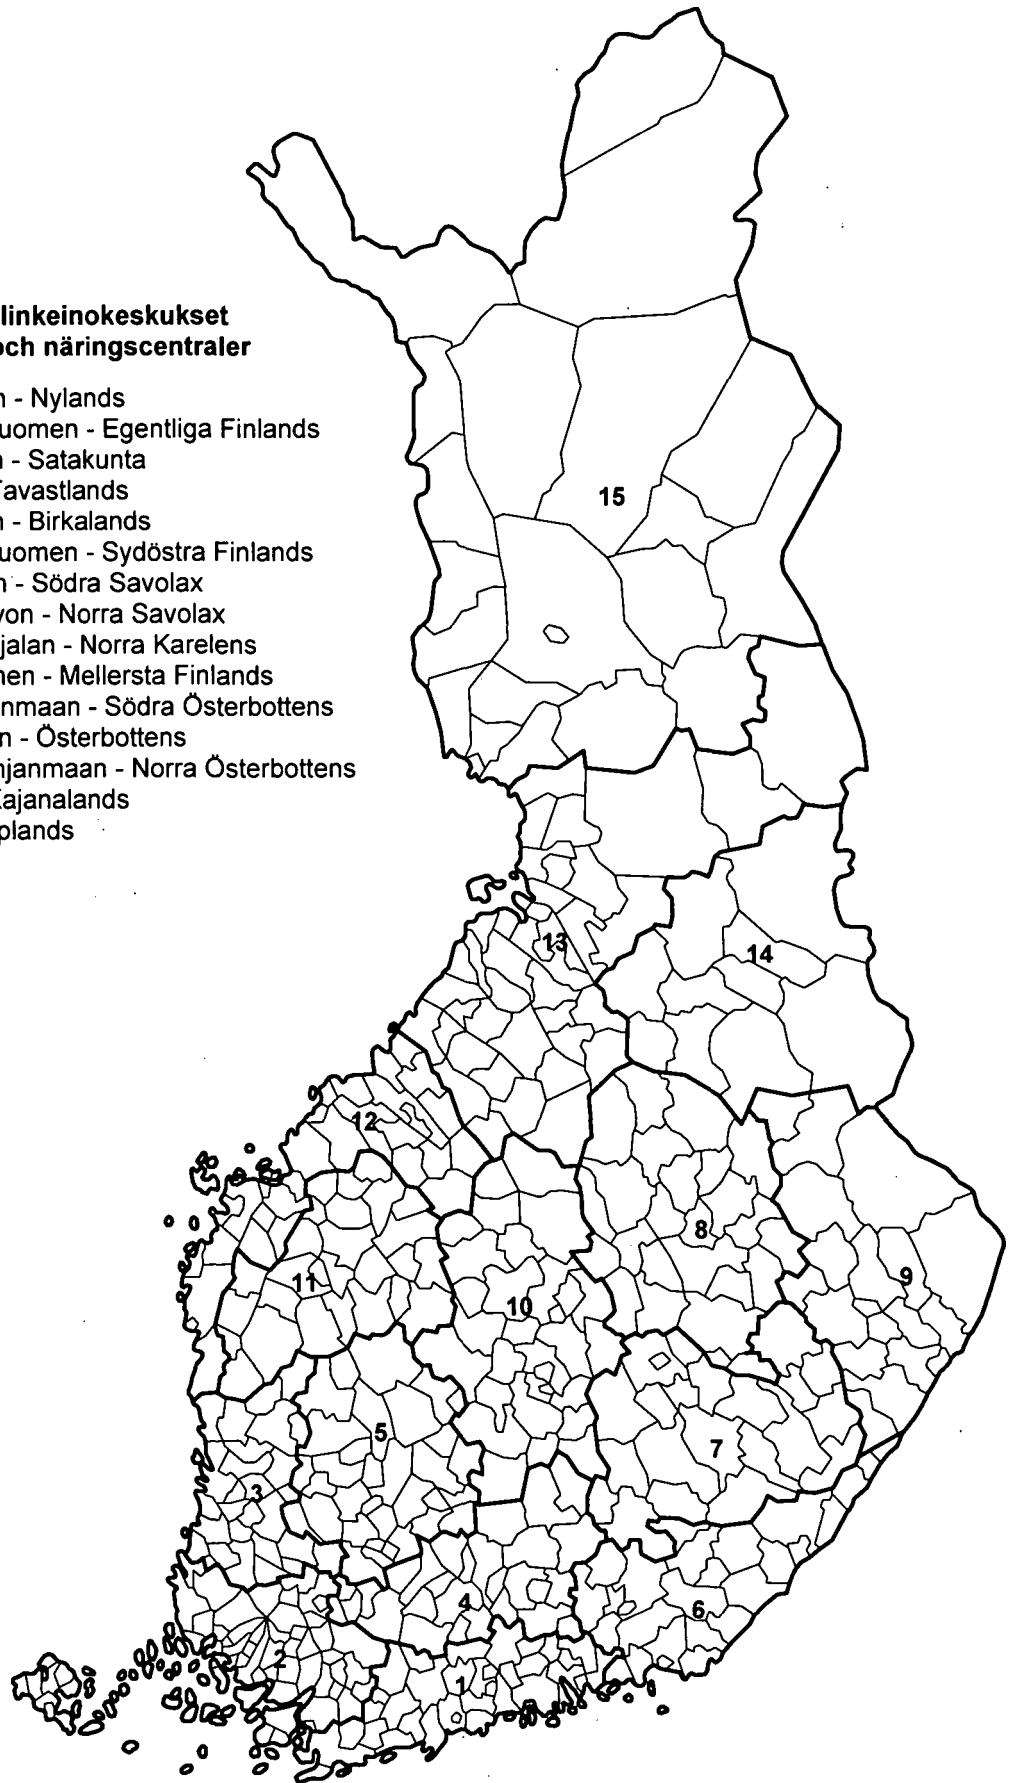 linkeinokeskukset
och näringscentraler
n - Nylands
uomen - Egentliga Finlands
n - Satakunta
Tavastlands
n - Birkalands
uomen - Sydöstra Finlands
n - Södra Savolax
von - Norra Savolax
jalan - Norra Karelens
nen - Mellersta Finlands
nmaan - Södra Österbottens
n - Österbottens
njanmaan - Norra Österbottens
Kajanalands
plands
15
13
14
12
8
9
11
10
5
7
3
4
6
2
1